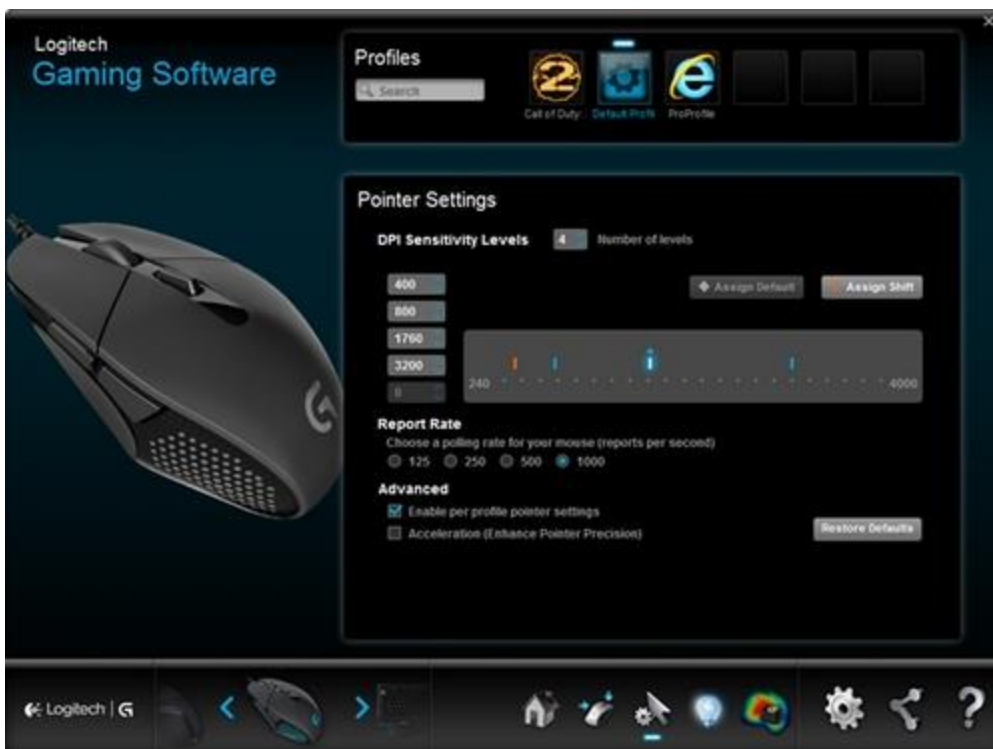 Logitech
Gaming Software
Profiles
Search
Call of Duty
Default Profi
ProProfile
Pointer Settings
DPI Sensitivity Levels 4 Number of levels
400
Assign Default
Assign Shift
800
1760
3200
0
240
4000
Report Rate
Choose a polling rate for your mouse (reports per second)
125 250 500 1000
Advanced
Enable per profile pointer settings
Acceleration (Enhance Pointer Precision)
Restore Defaults
Logitech | G